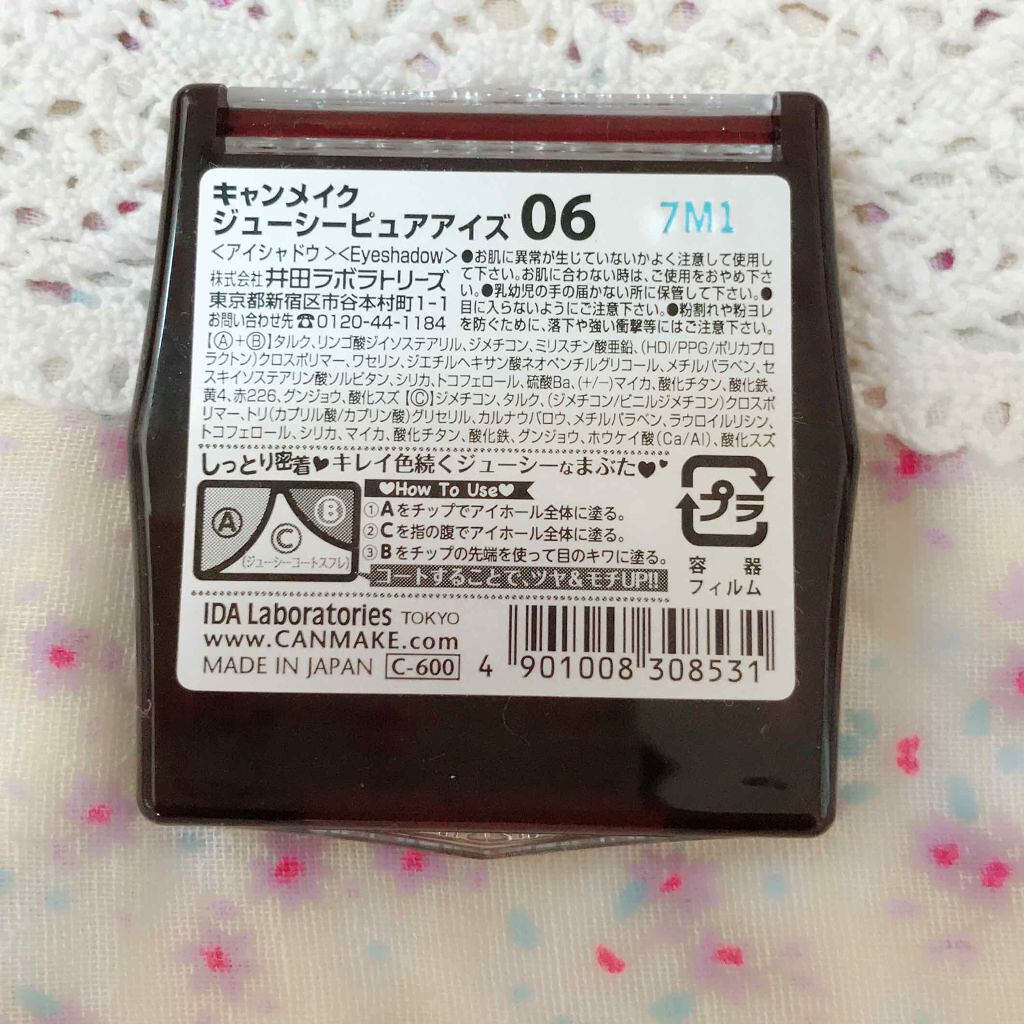 キャンメイク
ジューシーピュアアイズ 06 7M1
<アイシャドウ><Eyeshadow>
株式会社 井田ラボラトリーズ
東京都新宿区市谷本村町1-1
お問い合わせ先☎0120-44-1184
●お肌に異常が生じていないかよく注意して使用し
て下さい。お肌に合わない時は、ご使用をおやめ下さ
い。●乳幼児の手の届かない所に保管して下さい。●
目に入らないようにご注意下さい。●粉割れや粉ヨレ
を防ぐために、落下や強い衝撃等にはご注意下さい。
【Ⓐ+Ⓑ】タルク、リンゴ酸ジイソステアリル、ジメチコン、ミリスチン酸亜鉛、(HDI/PPG/ポリカプロ
ラクトン)クロスポリマー、ワセリン、ジエチルヘキサン酸ネオペンチルグリコール、メチルパラベン、セ
スキイソステアリン酸ソルビタン、シリカ、トコフェロール、硫酸Ba、(+/-)マイカ、酸化チタン、酸化鉄、
黄4、赤226、グンジョウ、酸化スズ【Ⓒ】ジメチコン、タルク、(ジメチコン/ビニルジメチコン)クロスポ
リマー、トリ(カプリル酸/カプリン酸)グリセリル、カルナウバロウ、メチルパラベン、ラウロイルリシン、
トコフェロール、シリカ、マイカ、酸化チタン、酸化鉄、グンジョウ、ホウケイ酸(Ca/Al)、酸化スズ
しっとり密着♥キレイ色続くジューシーなまぶた♥♥
Ⓐ
Ⓑ
Ⓒ
(ジューシーコートスフレ)
♥How To Use♥
①Aをチップでアイホール全体に塗る。
②Cを指の腹でアイホール全体に塗る。
③Bをチップの先端を使って目のキワに塗る。
コートすることで、ツヤ&モチUP!!
プラ
容器
フィルム
IDA Laboratories TOKYO
www.CANMAKE.com
MADE IN JAPAN C-600
4 901008 308531